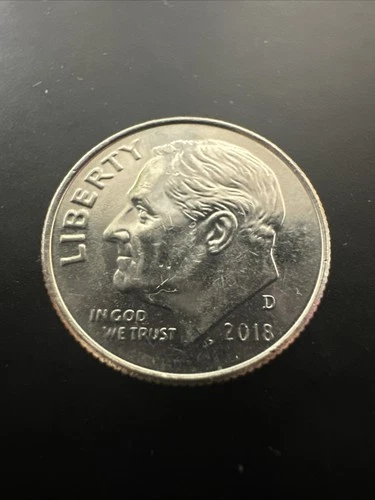 LIBERTY
IN GOD
WE TRUST
D
2018